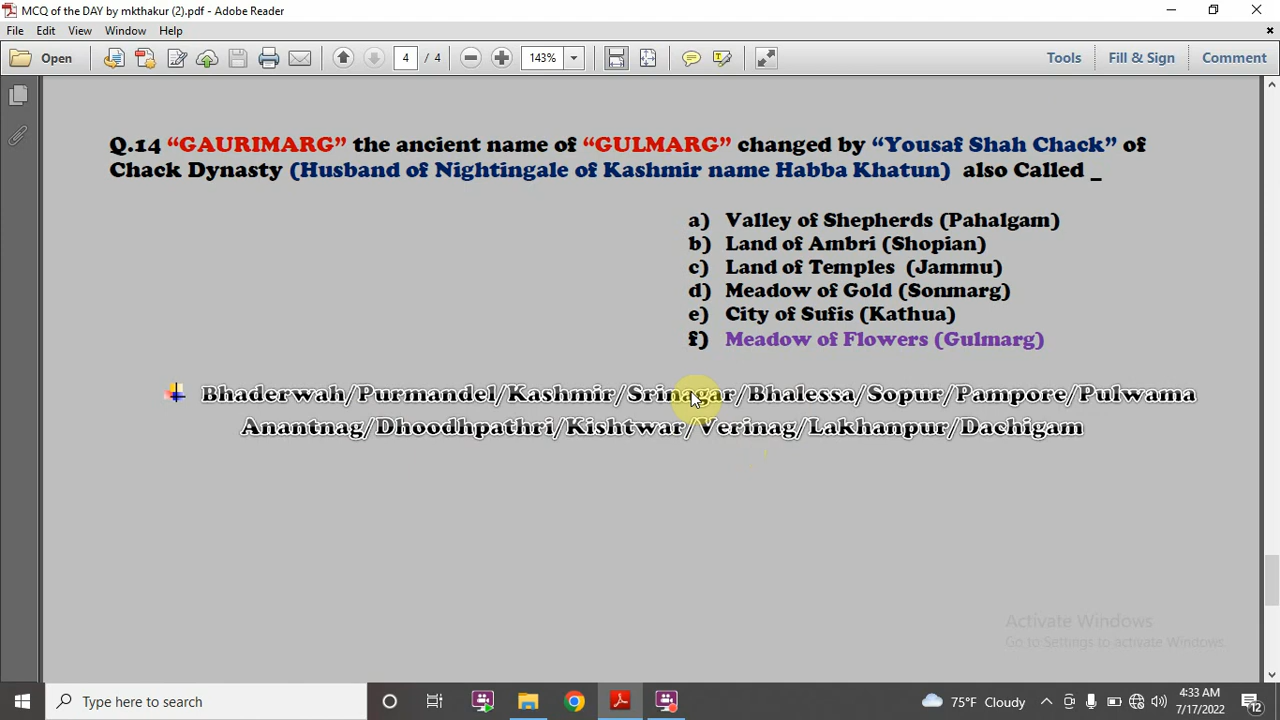 MCQ of the DAY by mkthakur (2).pdf - Adobe Reader
File Edit View Window Help
Open 4 / 4 143% Tools Fill & Sign Comment
Q.14 “GAURIMARG” the ancient name of “GULMARG” changed by “Yousaf Shah Chack” of
Chack Dynasty (Husband of Nightingale of Kashmir name Habba Khatun) also Called _
a) Valley of Shepherds (Pahalgam)
b) Land of Ambri (Shopian)
c) Land of Temples (Jammu)
d) Meadow of Gold (Sonmarg)
e) City of Sufis (Kathua)
f) Meadow of Flowers (Gulmarg)
Bhaderwah/Purmandel/Kashmir/Srinagar/Bhalessa/Sopur/Pampore/Pulwama
Anantnag/Dhoodhpathri/Kishtwar/Verinag/Lakhanpur/Dachigam
Activate Windows
Go to Settings to activate Windows.
Type here to search 75°F Cloudy 4:33 AM
7/17/2022 12